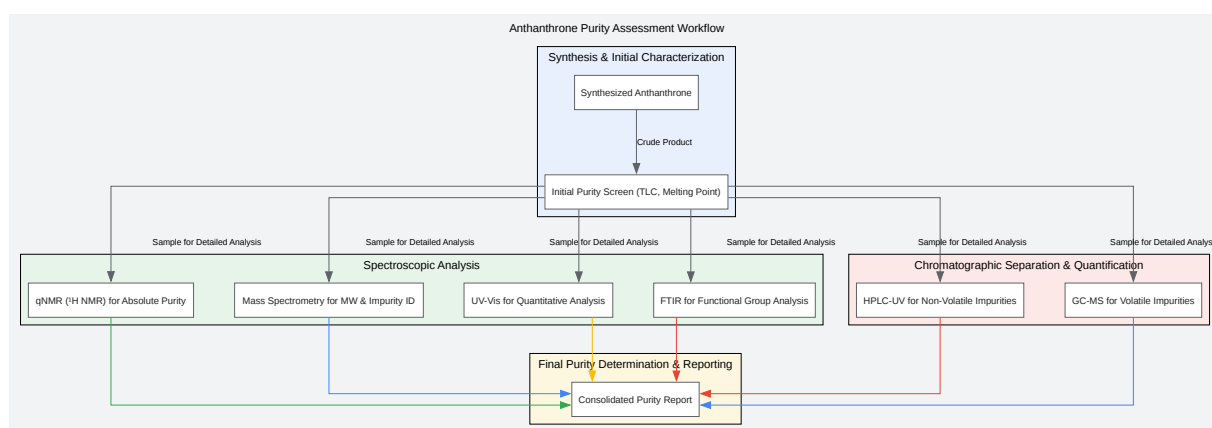 Anthanthrone Purity Assessment Workflow
Synthesis & Initial Characterization
Synthesized Anthanthrone
Crude Product
Initial Purity Screen (TLC, Melting Point)
Sample for Detailed Analysis
Sample for Detailed Analysis
Sample for Detailed Analysis
Sample for Detailed Analysis
Sample for Detailed Analysis
Sample for Detailed Analys
Spectroscopic Analysis
Chromatographic Separation & Quantification
qNMR (¹H NMR) for Absolute Purity
Mass Spectrometry for MW & Impurity ID
UV-Vis for Quantitative Analysis
FTIR for Functional Group Analysis
HPLC-UV for Non-Volatile Impurities
GC-MS for Volatile Impurities
Final Purity Determination & Reporting
Consolidated Purity Report